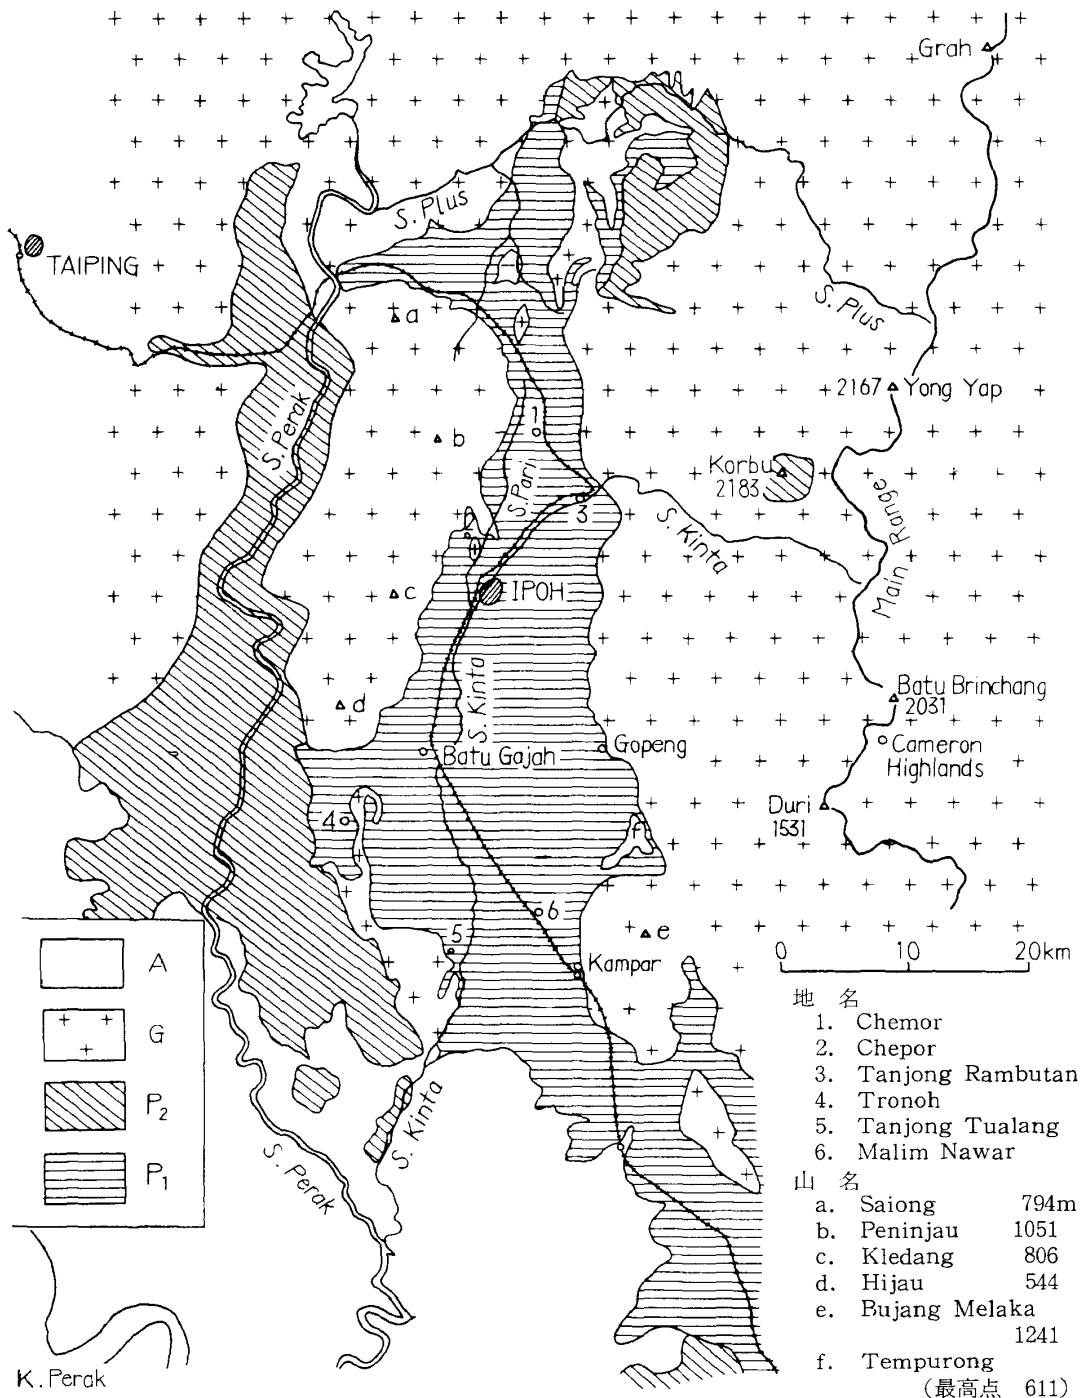 Grah
S. Plus
TAIPING
a
S. Plus
2167 Yong Yap
S. Perak
1
b
S. Pari
Korbu
2183
3
S. Kinta
Main Range
c
IPOH
S. Kinta
d
Batu Brinchang
2031
Batu Gajah
Gopeng
Cameron
Highlands
4
Duri
1531
f
6
5
e
Kampar
0 10 20km
A
G
P₂
P₁
S. Kinta
S. Perak
K. Perak
地 名
1. Chemor
2. Chepor
3. Tanjong Rambutan
4. Tronoh
5. Tanjong Tualang
6. Malim Nawar
山 名
a. Saiong 794m
b. Peninjau 1051
c. Kledang 806
d. Hijau 544
e. Bujang Melaka
1241
f. Tempurong
(最高点 611)